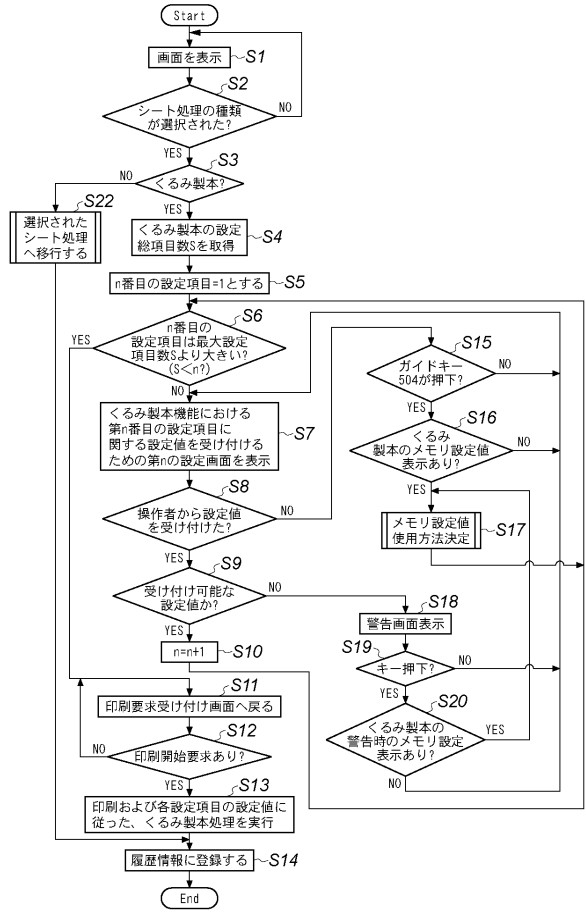 Start
画面を表示
S1
S2
シート処理の種類
が選択された?
NO
YES
S3
くるみ製本?
NO
YES
S22
選択された
シート処理
へ移行する
くるみ製本の設定
総項目数Sを取得
S4
n番目の設定項目=1とする
S5
S6
n番目の
設定項目は最大設定
項目数Sより大きい?
(S<n?)
YES
NO
くるみ製本機能における
第n番目の設定項目に
関する設定値を受け付ける
ための第nの設定画面を表示
S7
S8
操作者から設定値
を受け付けた?
NO
YES
S9
受け付け可能な
設定値か?
NO
YES
n=n+1
S10
S11
印刷要求受け付け画面へ戻る
S12
印刷開始要求あり?
NO
YES
S13
印刷および各設定項目の設定値に
従った、くるみ製本処理を実行
履歴情報に登録する
S14
End
S15
ガイドキー
504が押下?
NO
YES
S16
くるみ
製本のメモリ設定値
表示あり?
NO
YES
メモリ設定値
使用方法決定
S17
S18
警告画面表示
S19
キー押下?
NO
YES
S20
くるみ製本の
警告時のメモリ設定
表示あり?
YES
NO